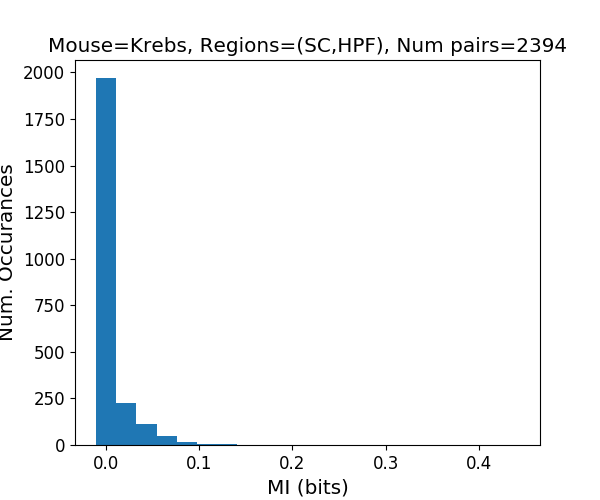 Mouse=Krebs, Regions=(SC,HPF), Num pairs=2394
Num. Occurances
2000
1750
1500
1250
1000
750
500
250
0
0.0 0.1 0.2 0.3 0.4
MI (bits)